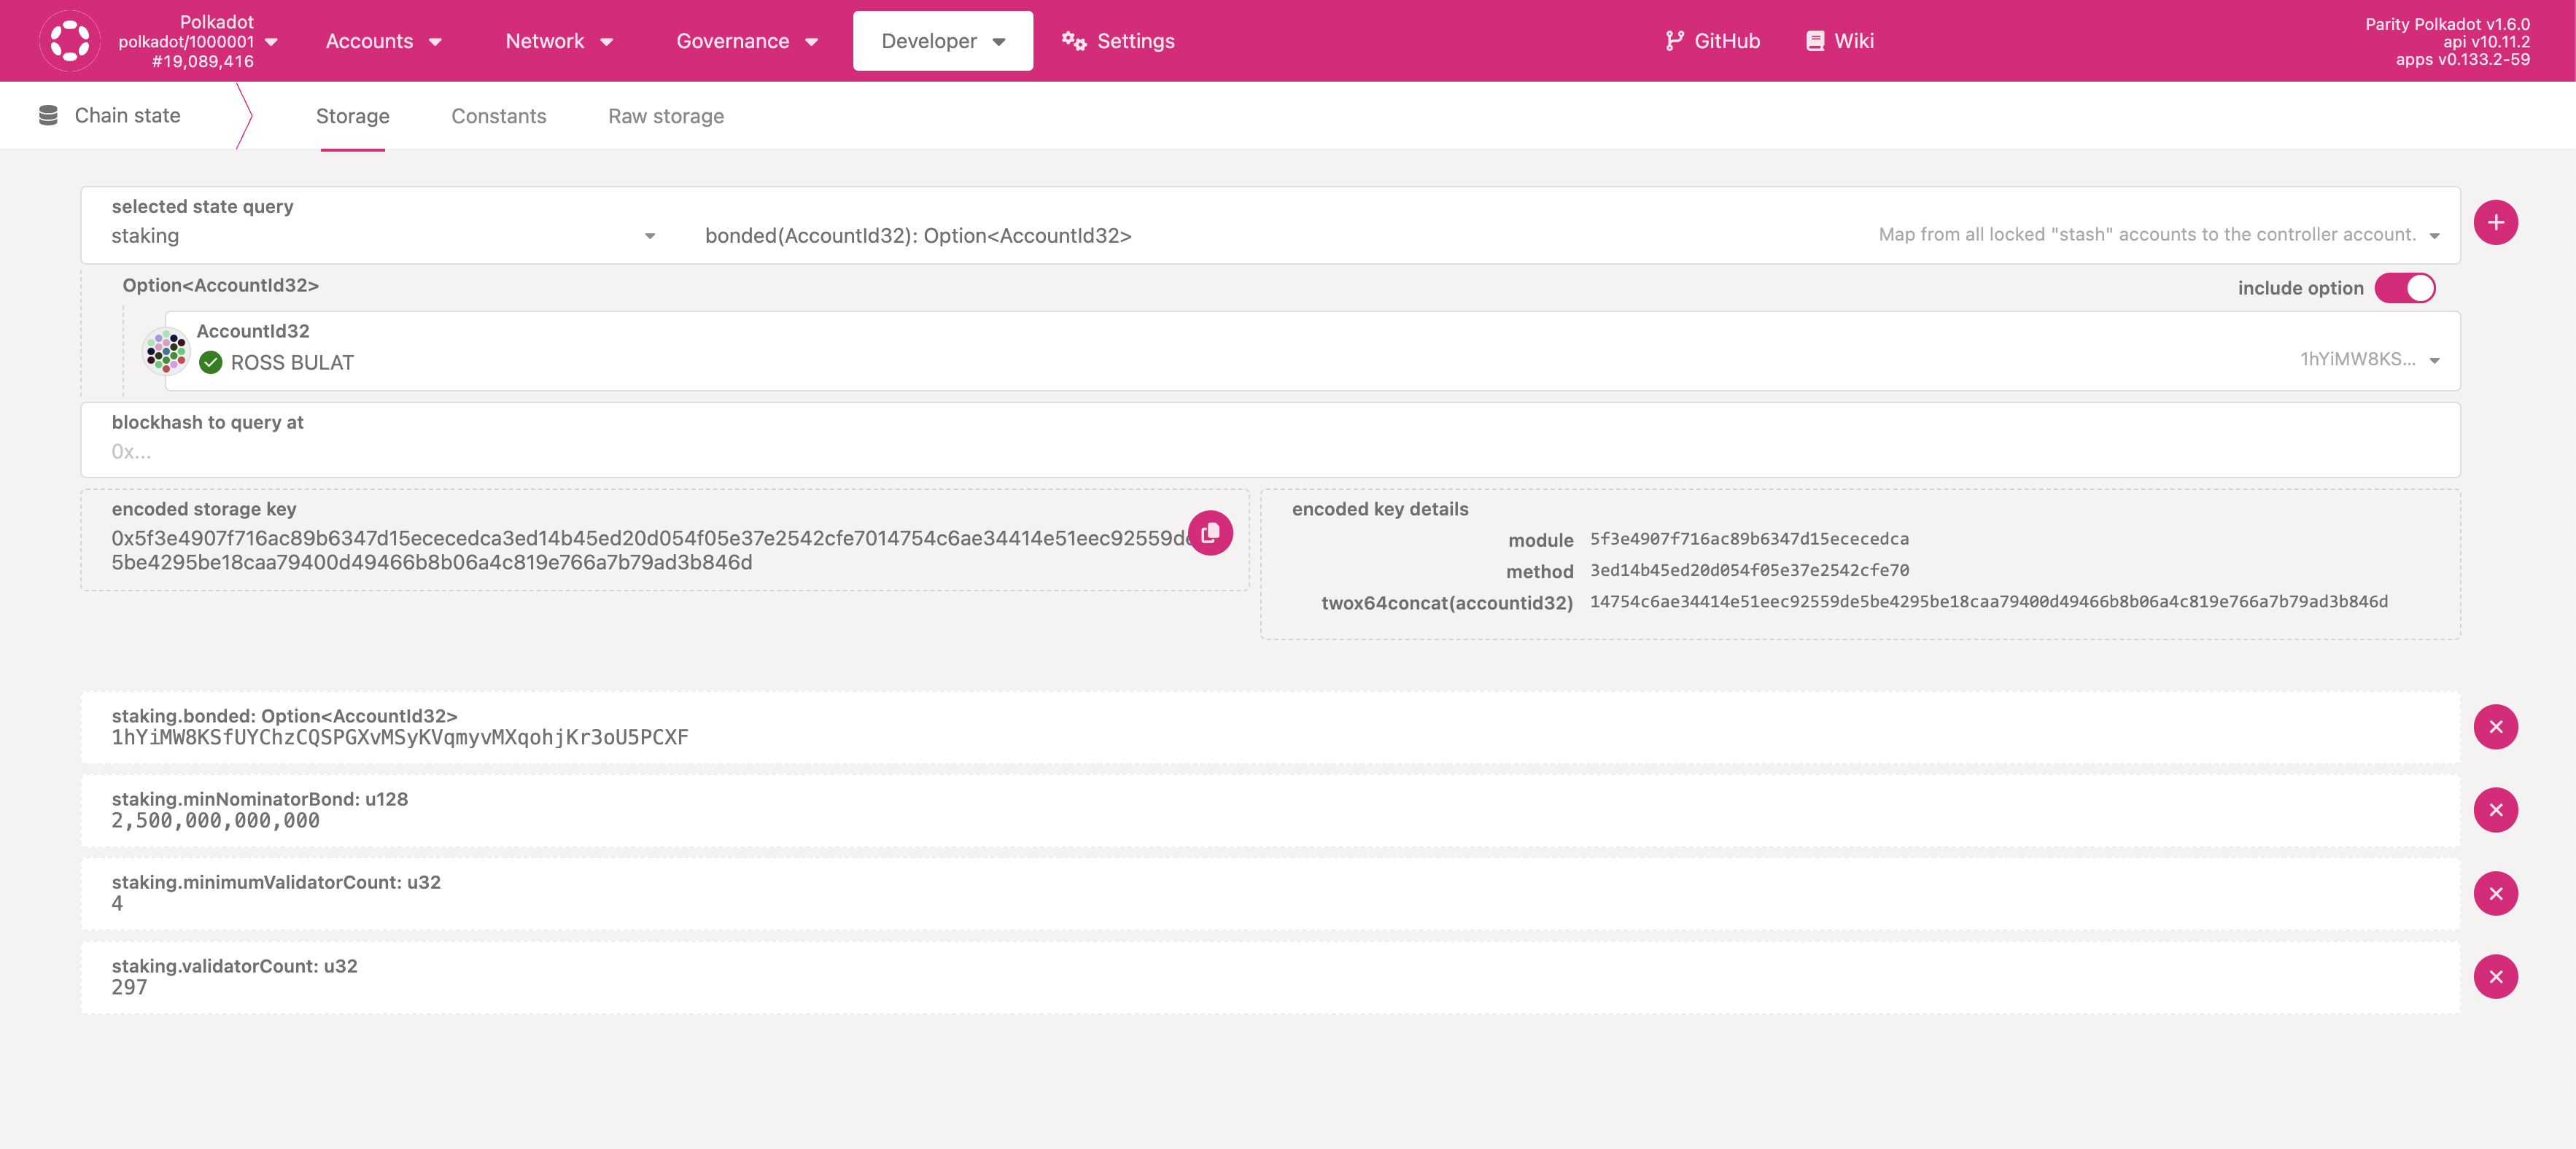 Polkadot
polkadot/1000001
#19,089,416
Accounts
Network
Governance
Developer
Settings
GitHub
Wiki
Parity Polkadot v1.6.0
api v10.11.2
apps v0.133.2-59
Chain state
Storage
Constants
Raw storage
selected state query
staking
bonded(AccountId32): Option<AccountId32>
Map from all locked "stash" accounts to the controller account.
Option<AccountId32>
include option
AccountId32
ROSS BULAT
1hYiMW8KS...
blockhash to query at
0x...
encoded storage key
0x5f3e4907f716ac89b6347d15ececedca3ed14b45ed20d054f05e37e2542cfe7014754c6ae34414e51eec92559de
5be4295be18caa79400d49466b8b06a4c819e766a7b79ad3b846d
encoded key details
module 5f3e4907f716ac89b6347d15ececedca
method 3ed14b45ed20d054f05e37e2542cfe70
twox64concat(accountid32) 14754c6ae34414e51eec92559de5be4295be18caa79400d49466b8b06a4c819e766a7b79ad3b846d
staking.bonded: Option<AccountId32>
1hYiMW8KSfUYChzCQSPGXvMSyKVqmyvMXqohjKr3oU5PCXF
staking.minNominatorBond: u128
2,500,000,000,000
staking.minimumValidatorCount: u32
4
staking.validatorCount: u32
297